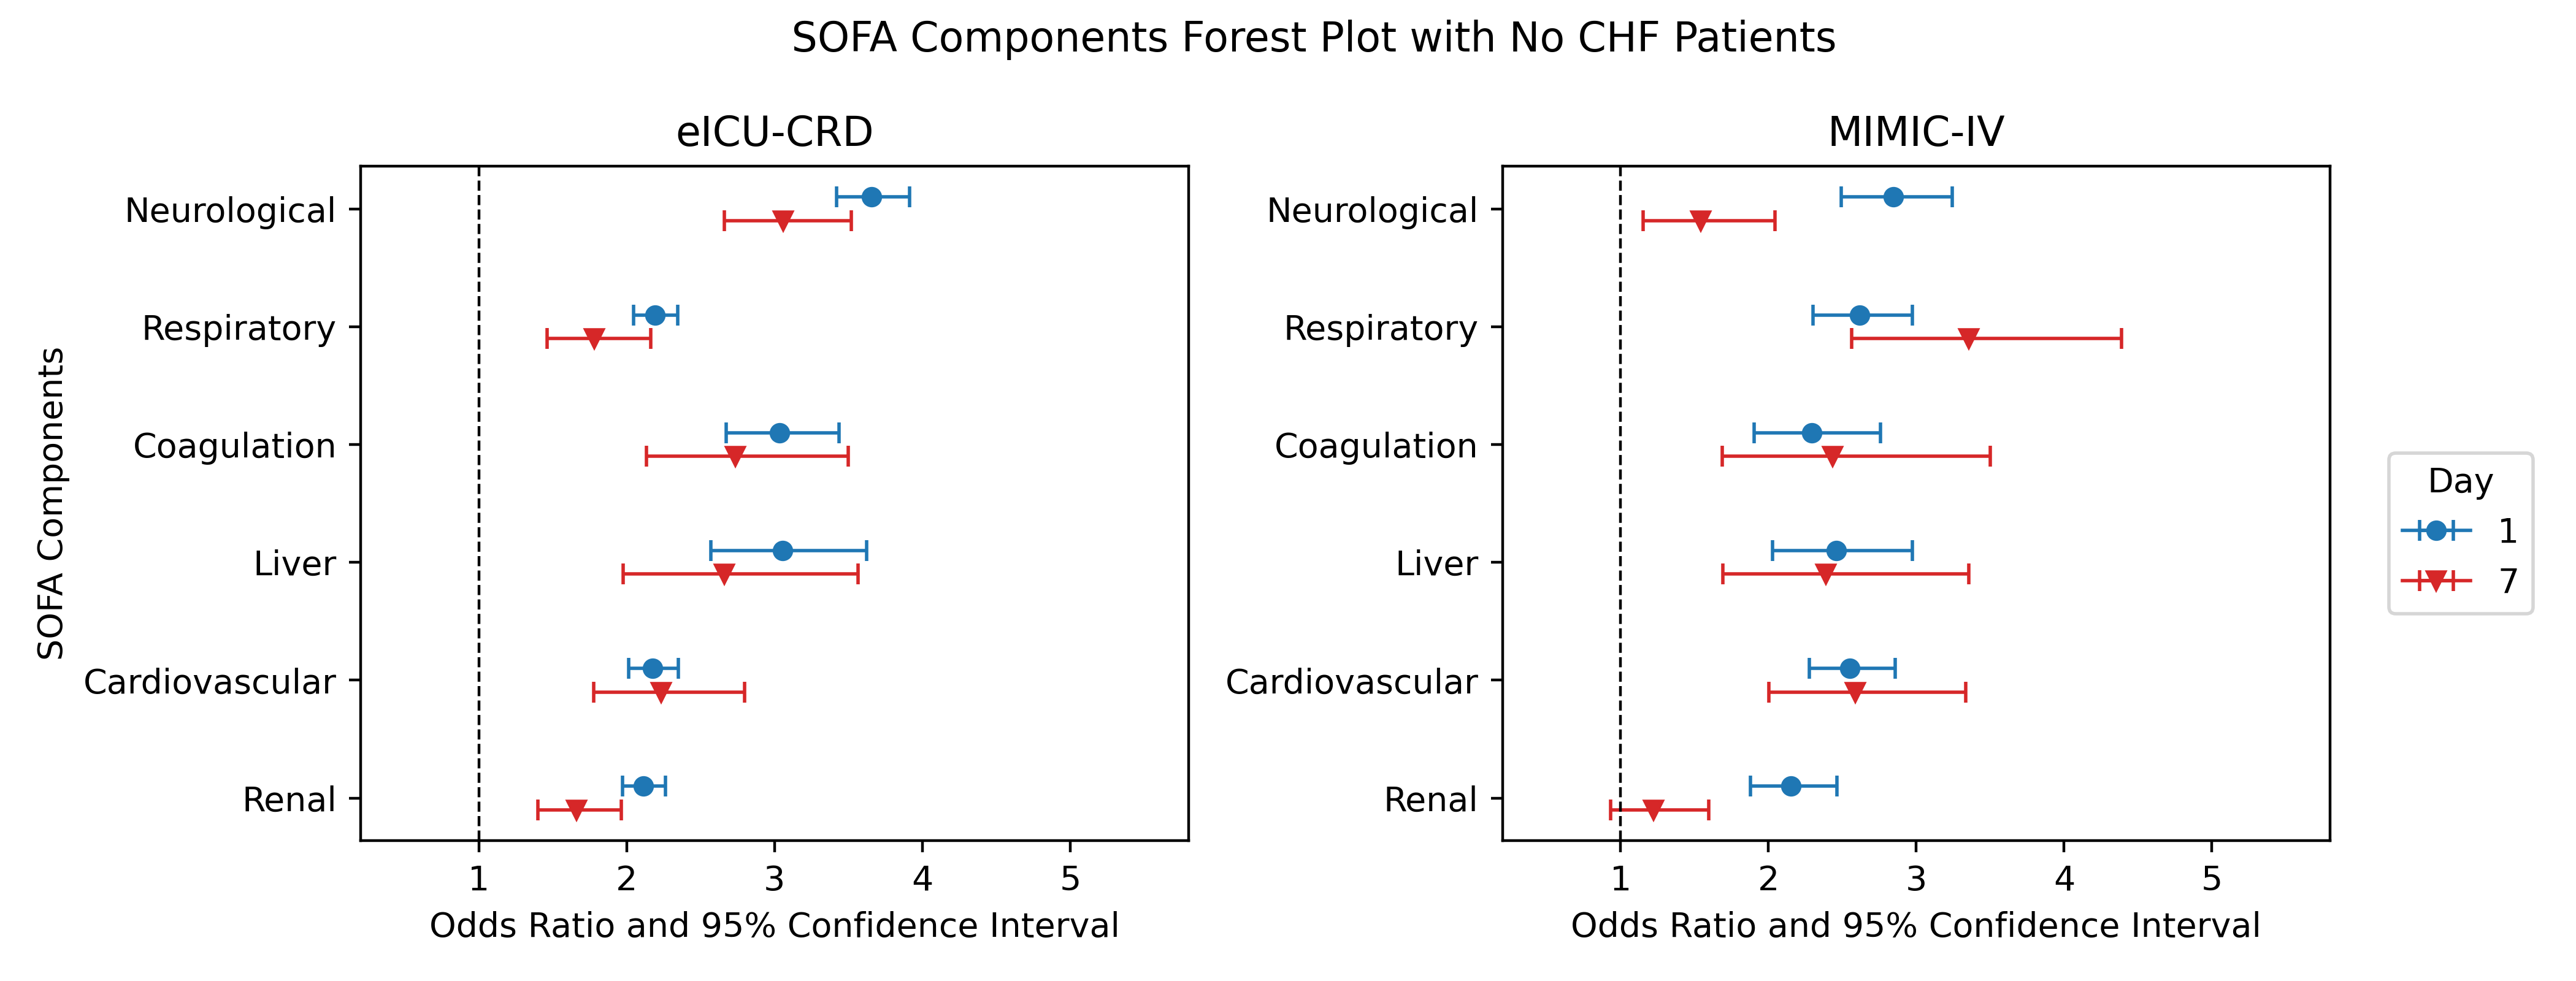 SOFA Components Forest Plot with No CHF Patients
eICU-CRD
SOFA Components
Neurological
Respiratory
Coagulation
Liver
Cardiovascular
Renal
1 2 3 4 5
Odds Ratio and 95% Confidence Interval
MIMIC-IV
Neurological
Respiratory
Coagulation
Liver
Cardiovascular
Renal
1 2 3 4 5
Odds Ratio and 95% Confidence Interval
Day
1
7